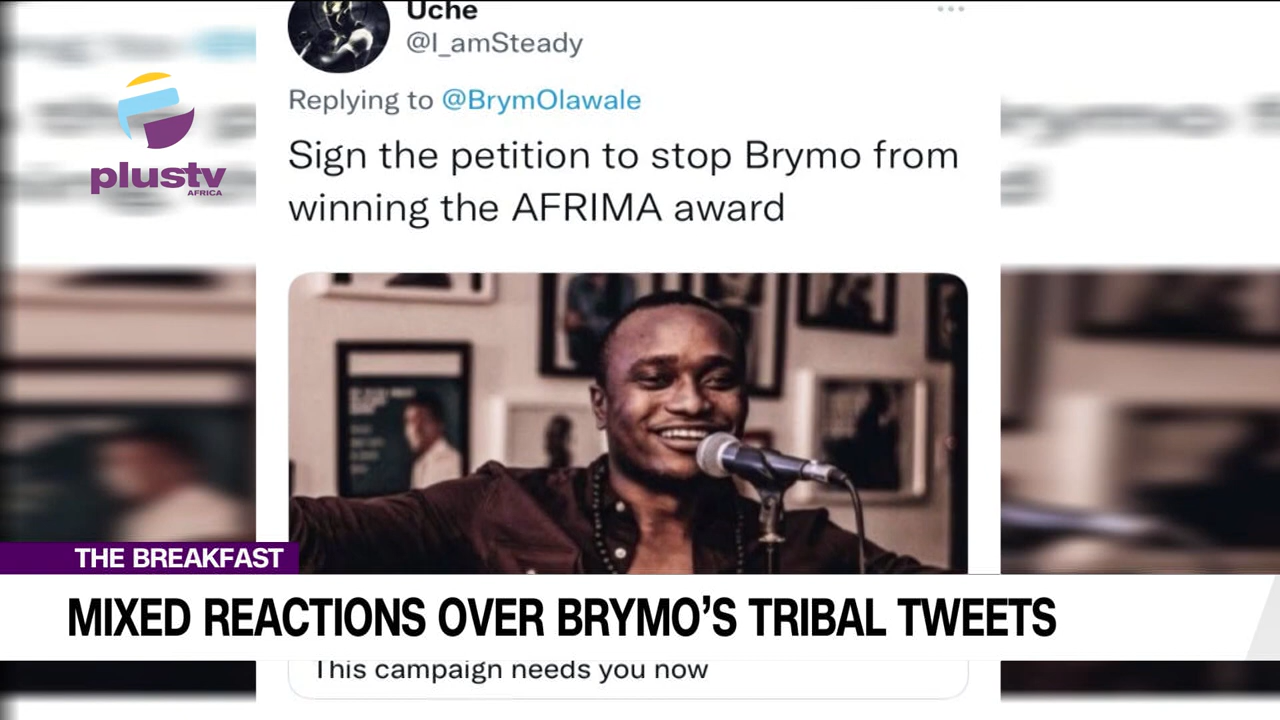 Uche
@I_amSteady
Replying to @BrymOlawale
Sign the petition to stop Brymo from
winning the AFRIMA award
plustv
AFRICA
THE BREAKFAST
MIXED REACTIONS OVER BRYMO’S TRIBAL TWEETS
This campaign needs you now